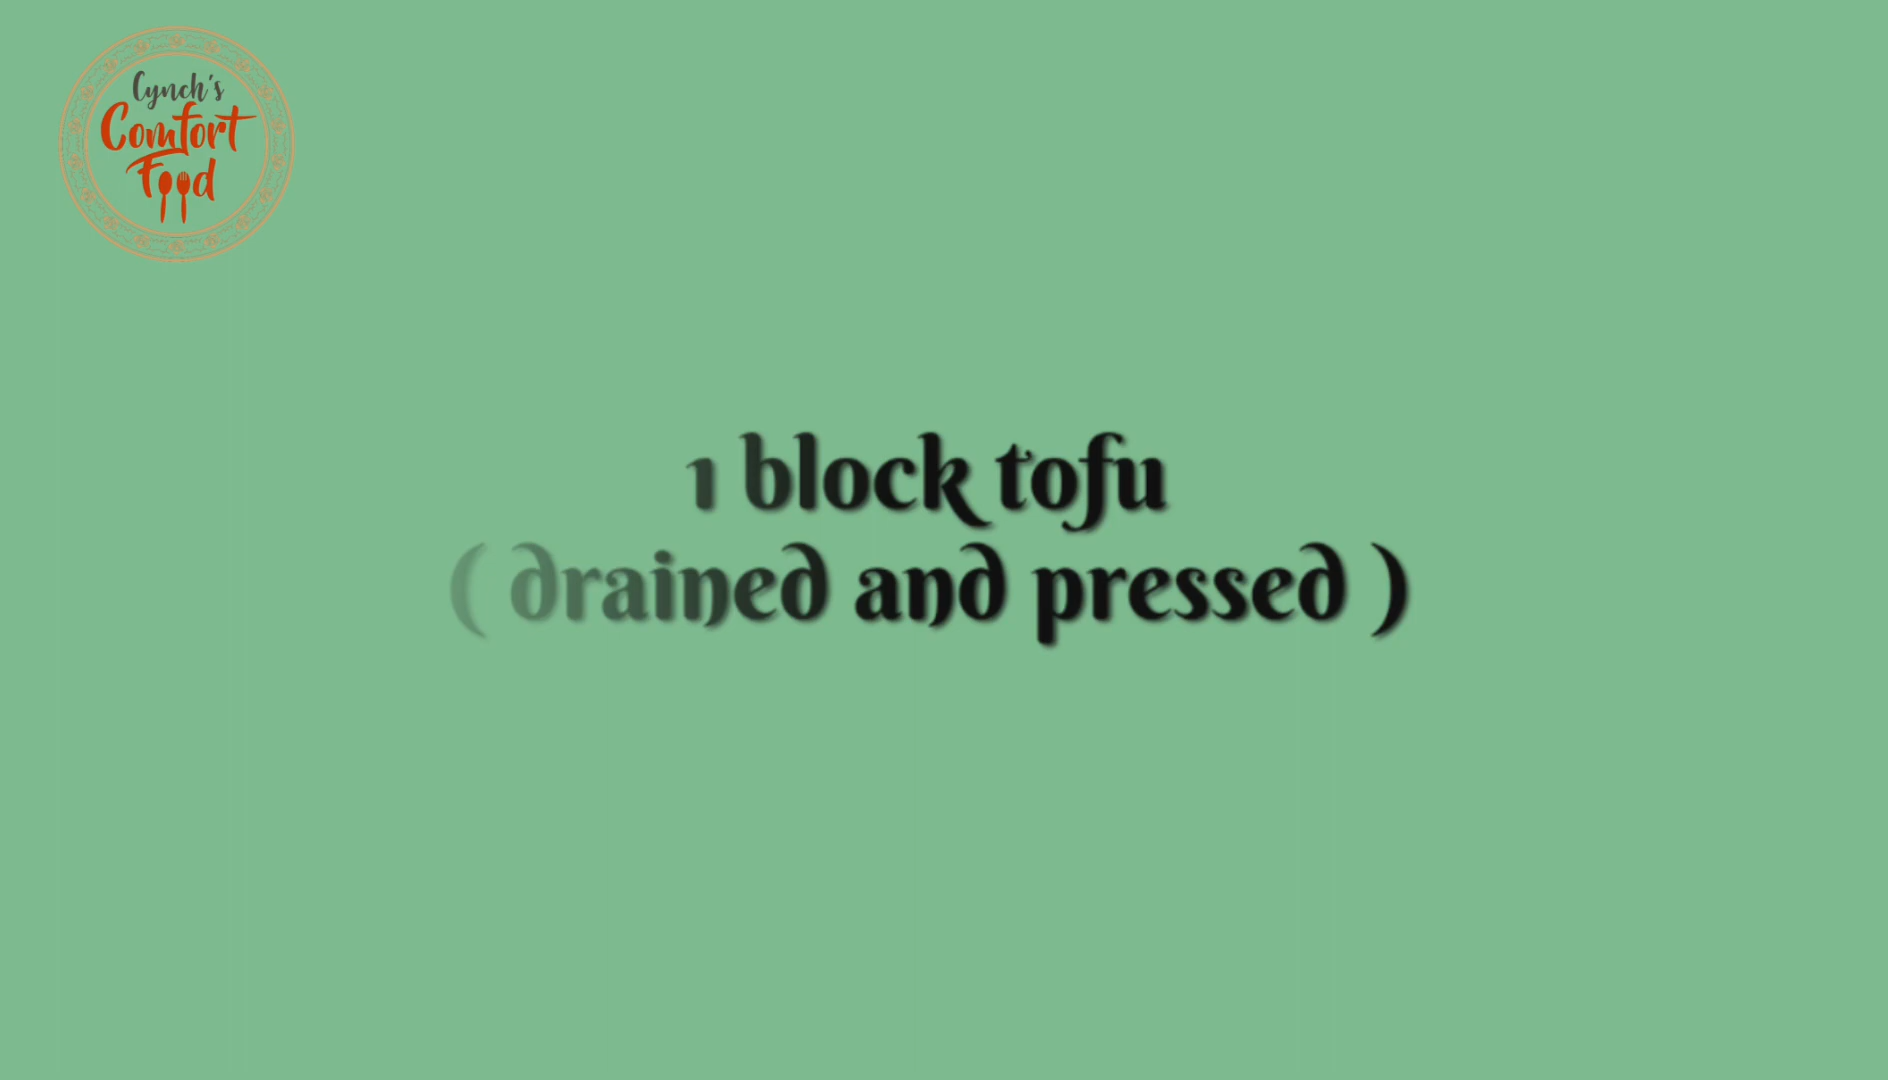 Cynch's
Comfort
Food
1 block tofu
( drained and pressed )